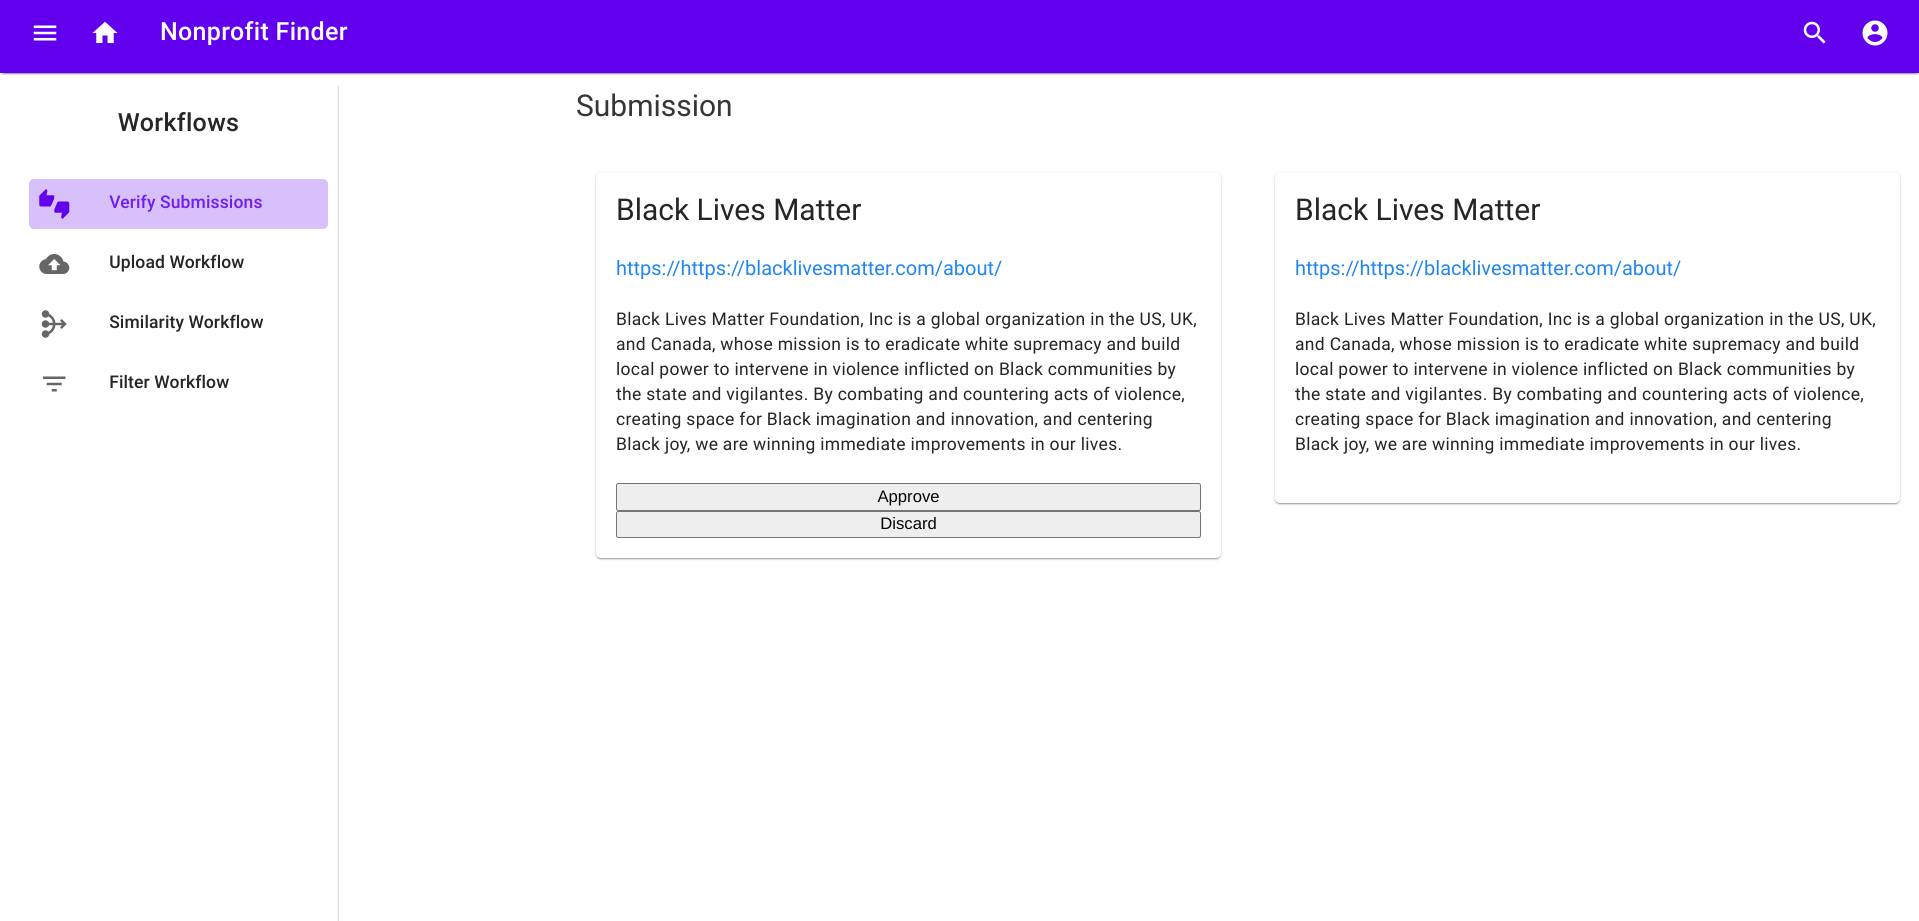 Nonprofit Finder
Workflows
Verify Submissions
Upload Workflow
Similarity Workflow
Filter Workflow
Submission
Black Lives Matter
https://https://blacklivesmatter.com/about/
Black Lives Matter Foundation, Inc is a global organization in the US, UK,
and Canada, whose mission is to eradicate white supremacy and build
local power to intervene in violence inflicted on Black communities by
the state and vigilantes. By combating and countering acts of violence,
creating space for Black imagination and innovation, and centering
Black joy, we are winning immediate improvements in our lives.
Approve
Discard
Black Lives Matter
https://https://blacklivesmatter.com/about/
Black Lives Matter Foundation, Inc is a global organization in the US, UK,
and Canada, whose mission is to eradicate white supremacy and build
local power to intervene in violence inflicted on Black communities by
the state and vigilantes. By combating and countering acts of violence,
creating space for Black imagination and innovation, and centering
Black joy, we are winning immediate improvements in our lives.